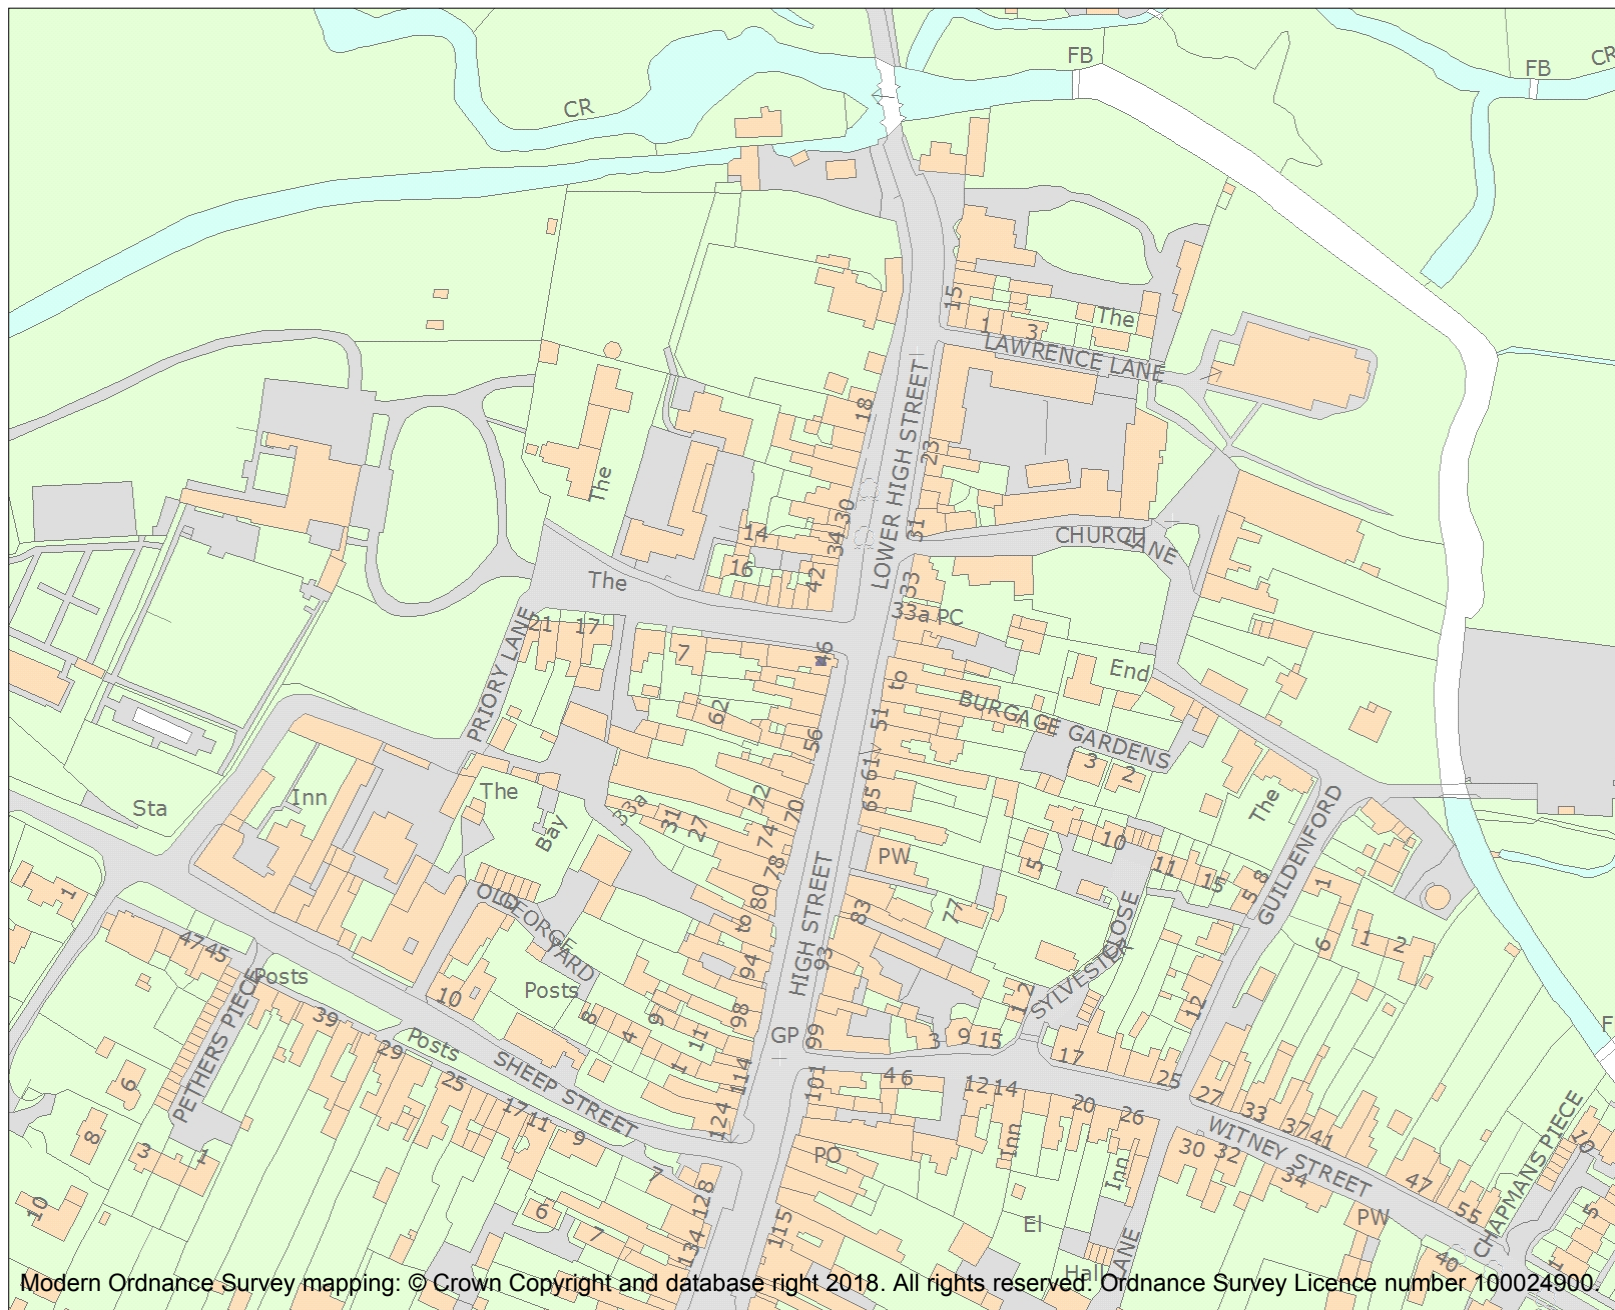 FB
FB
CR
CR
15
1
3
The
LAWRENCE LANE
18
LOWER HIGH STREET
23
The
30
34
31
14
16
42
CHURCH
LANE
The
33
33a
PC
PRIORY LANE
21
17
7
46
to
End
BURGAGE GARDENS
62
56
51
61
65
3
2
The
GUILDENFORD
Sta
Inn
The
Bay
33a
31
27
72
70
74
78
80
to
PW
5
10
11
15
5
8
1
OLD
GEORGE
YARD
HIGH STREET
83
77
SYLVESTER
CLOSE
6
1
2
1
47
45
Posts
PETHERS PIECE
39
10
Posts
8
4
9
11
1
94
98
93
12
12
GP
99
3
9
15
17
29
Posts
25
SHEEP STREET
17
11
9
7
114
124
101
4
6
12
14
20
26
25
27
33
37
41
WITNEY STREET
CHAPMANS PIECE
10
6
8
3
1
10
PO
Inn
Inn
30
32
34
47
55
PW
5
1
40
6
7
128
134
115
El
Hall
LANE
F
Modern Ordnance Survey mapping: © Crown Copyright and database right 2018. All rights reserved. Ordnance Survey Licence number 100024900.